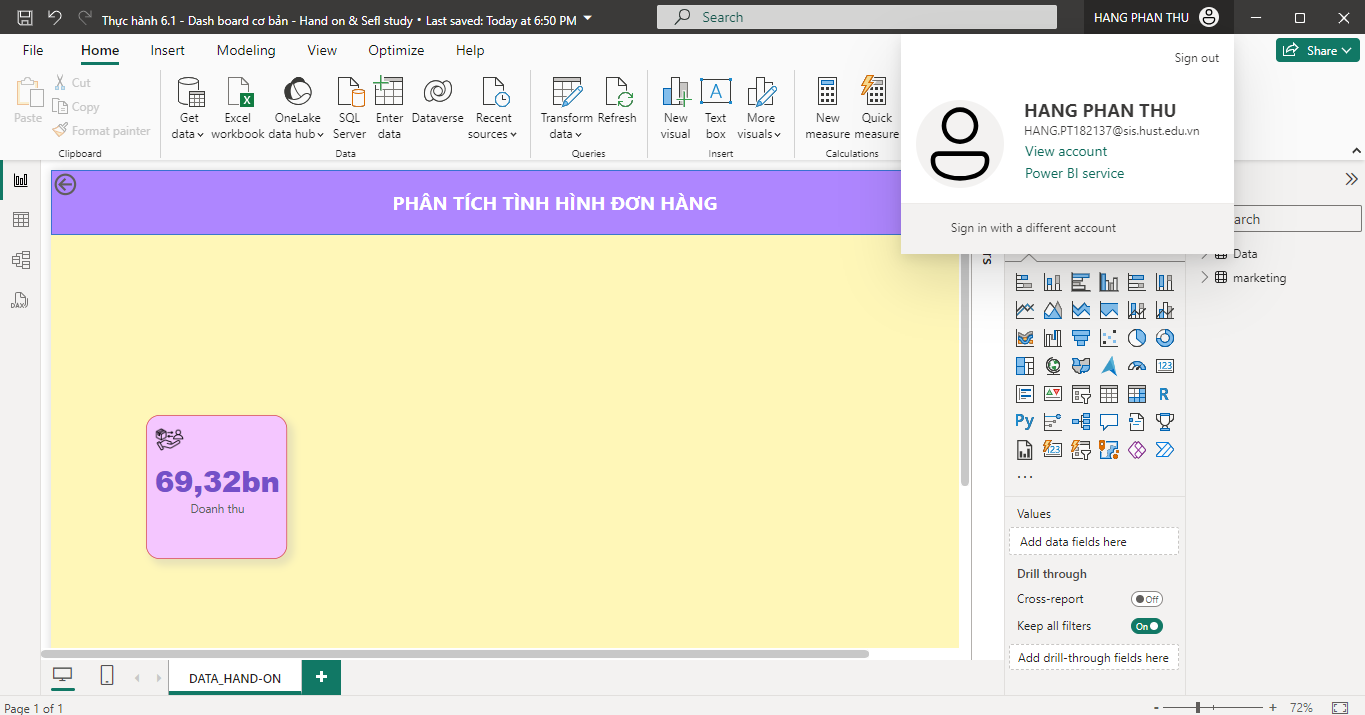 Thực hành 6.1 - Dash board cơ bản - Hand on & Sefl study • Last saved: Today at 6:50 PM
Search
HANG PHAN THU
File
Home
Insert
Modeling
View
Optimize
Help
Share
Paste
Cut
Copy
Format painter
Clipboard
Get data
Excel workbook
OneLake data hub
SQL Server
Enter data
Dataverse
Recent sources
Data
Transform data
Refresh
Queries
New visual
Text box
More visuals
Insert
New measure
Quick measure
Calculations
Sign out
HANG PHAN THU
HANG.PT182137@sis.hust.edu.vn
View account
Power BI service
Sign in with a different account
PHÂN TÍCH TÌNH HÌNH ĐƠN HÀNG
69,32bn
Doanh thu
Data
marketing
123
R
Py
123
...
Values
Add data fields here
Drill through
Cross-report
Off
Keep all filters
On
Add drill-through fields here
DAX
DATA_HAND-ON
+
Page 1 of 1
- + 72%